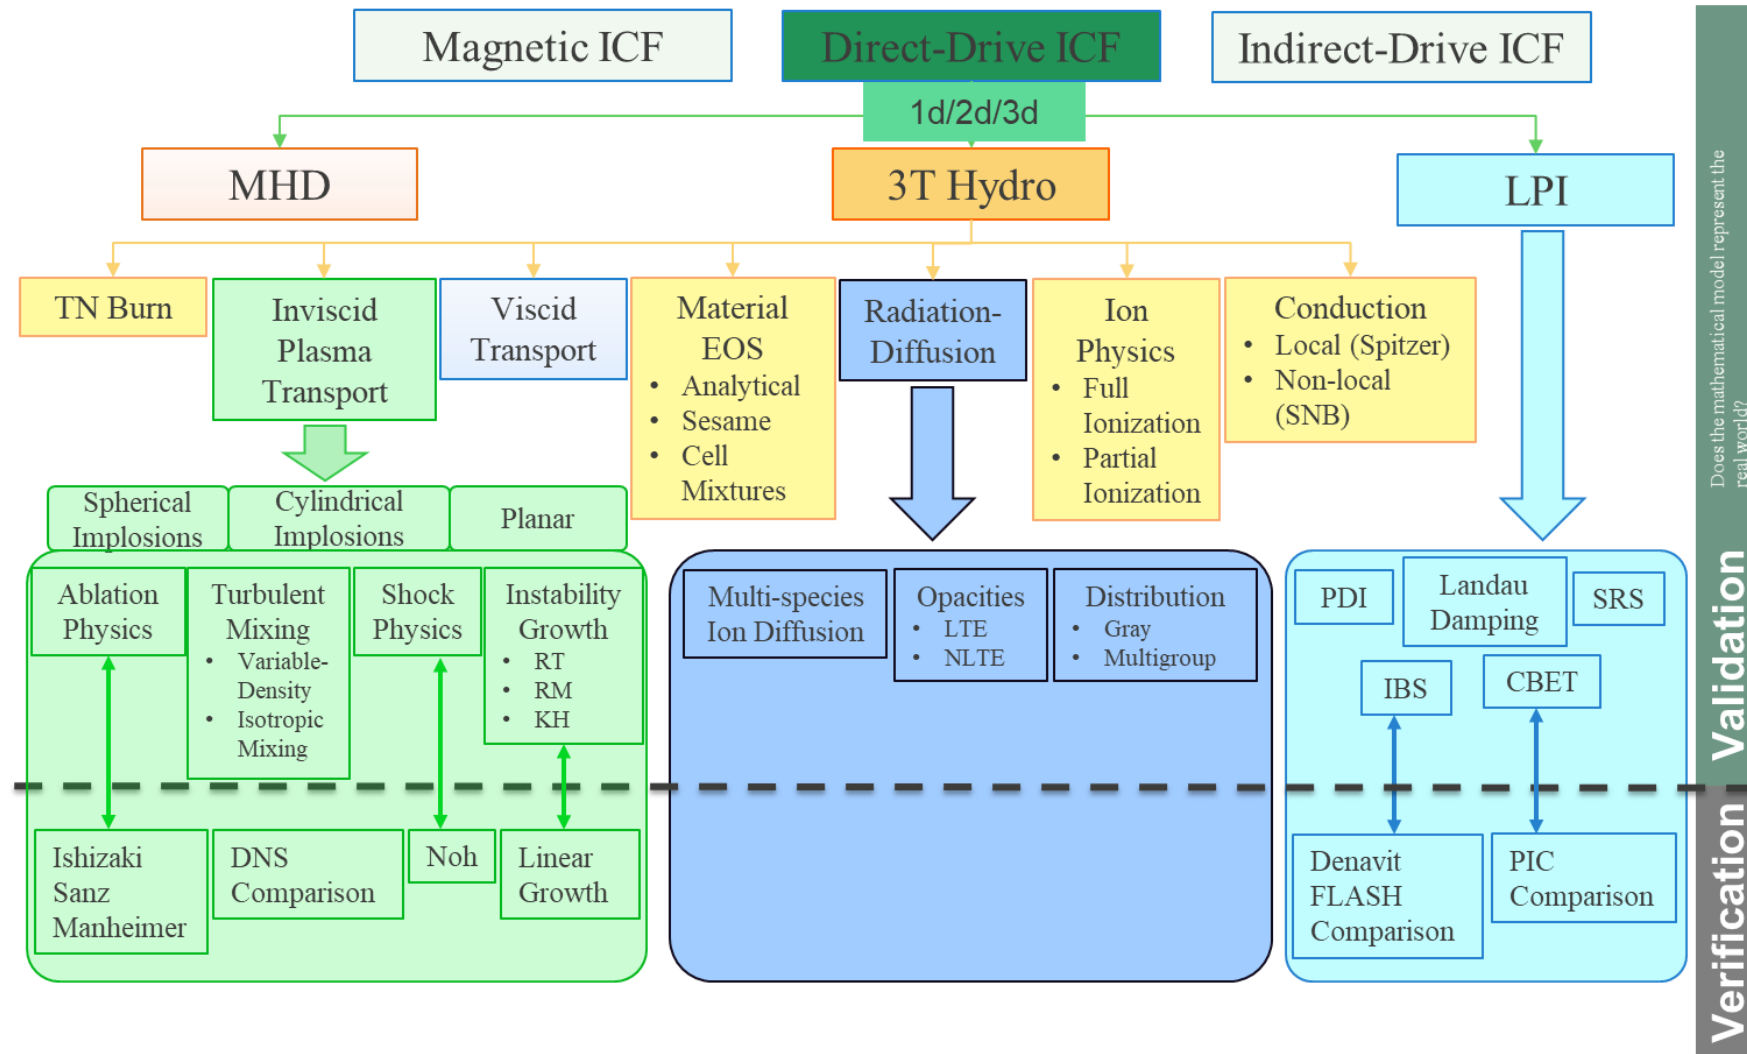 Magnetic ICF
Direct-Drive ICF
Indirect-Drive ICF
1d/2d/3d
MHD
3T Hydro
LPI
TN Burn
Inviscid
Plasma
Transport
Viscid
Transport
Material
EOS
• Analytical
• Sesame
• Cell
Mixtures
Radiation-
Diffusion
Ion
Physics
• Full
Ionization
• Partial
Ionization
Conduction
• Local (Spitzer)
• Non-local
(SNB)
Spherical
Implosions
Cylindrical
Implosions
Planar
Ablation
Physics
Turbulent
Mixing
• Variable-
Density
• Isotropic
Mixing
Shock
Physics
Instability
Growth
• RT
• RM
• KH
Multi-species
Ion Diffusion
Opacities
• LTE
• NLTE
Distribution
• Gray
• Multigroup
PDI
Landau
Damping
SRS
IBS
CBET
Ishizaki
Sanz
Manheimer
DNS
Comparison
Noh
Linear
Growth
Denavit
FLASH
Comparison
PIC
Comparison
Does the mathematical model represent the
real world?
Validation
Verification